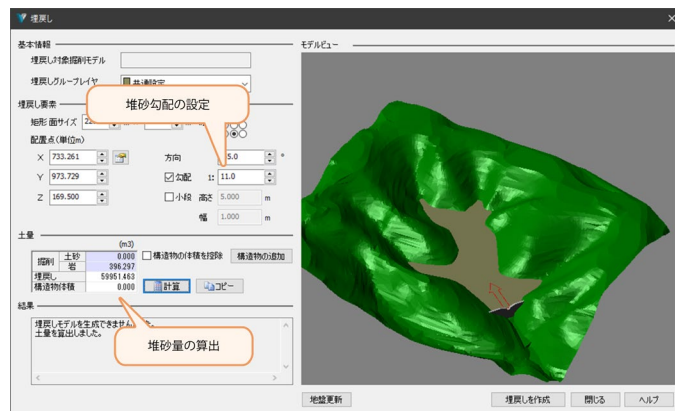 埋戻し
基本情報
埋戻し対象掘削モデル
埋戻しグループレイヤ
堆砂勾配の設定
埋戻し要素
矩形 面サイズ
配置点(単位m)
X 733.261 方向 5.0 °
Y 973.729 勾配 1: 11.0
Z 169.500 小段 高さ 5.000 m
幅 1.000 m
土量
(m3)
掘削 土砂 0.000 構造物の体積を控除 構造物の追加
岩 396.297
埋戻し 59951.463
構造物体積 0.000 計算 コピー
結果
埋戻しモデルを生成できません
土量を算出しました。
堆砂量の算出
モデルビュー
地盤更新 埋戻しを作成 閉じる ヘルプ